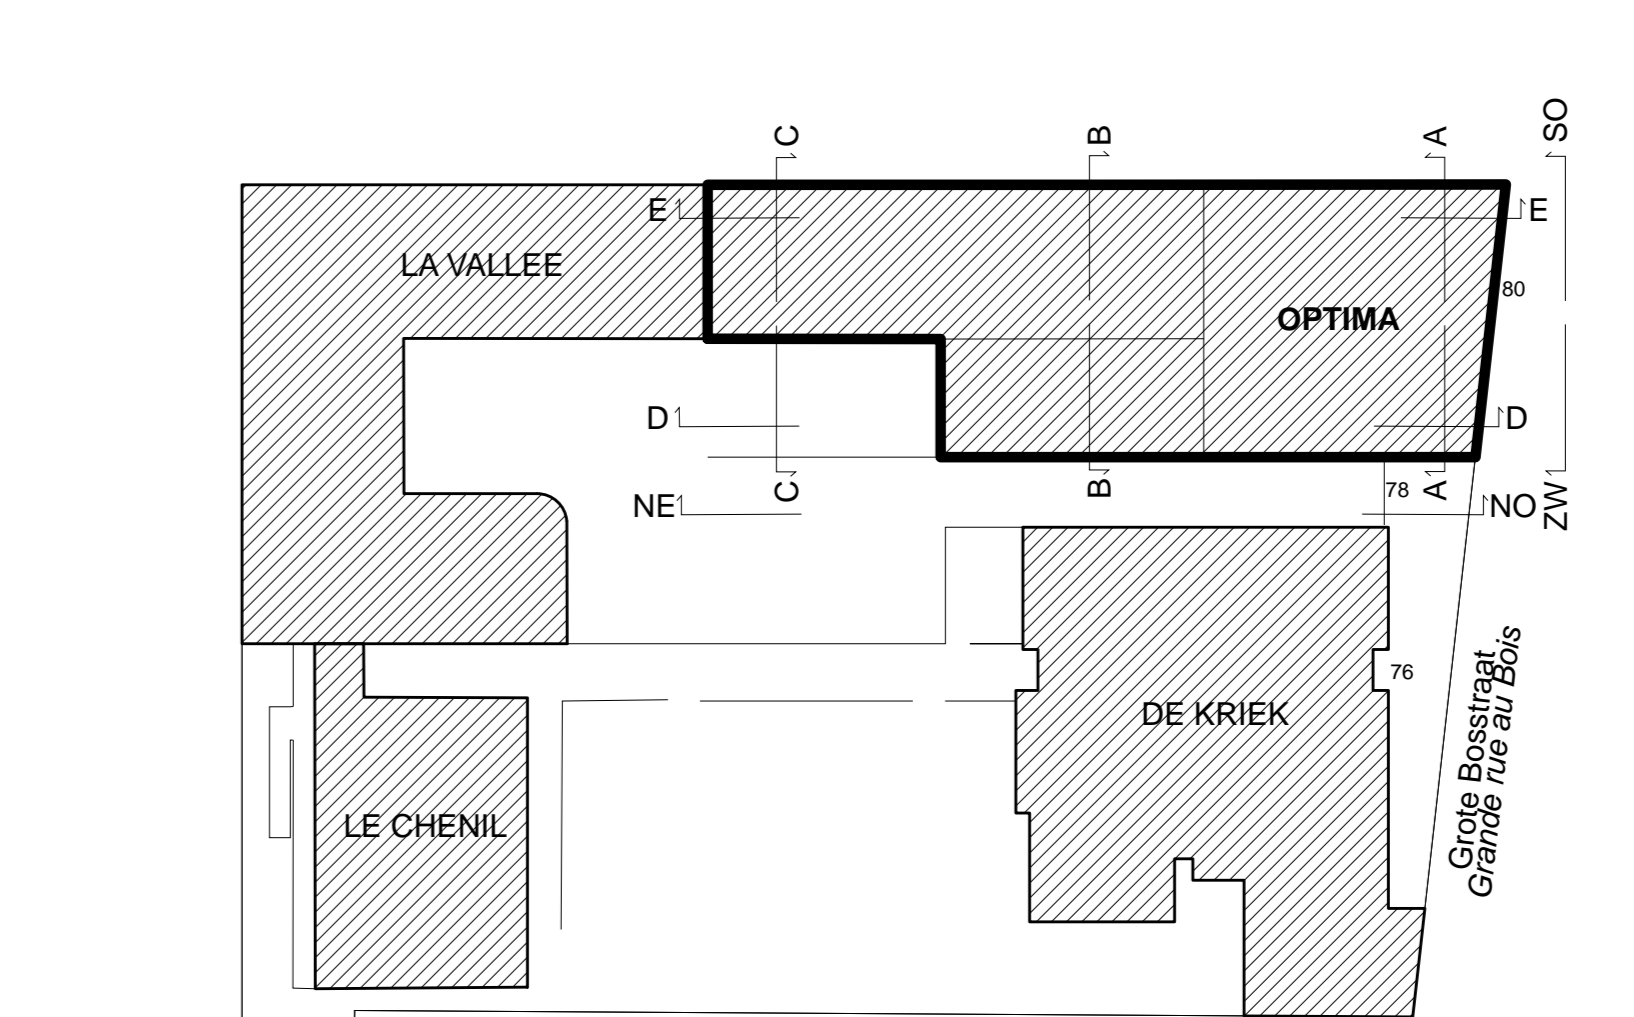 C
B
A
SO
E
E
LA VALLEE
80
OPTIMA
D
D
C
B
78
A
NE
NO
ZW
76
DE KRIEK
Grote Bosstraat
Grande rue au Bois
LE CHENIL